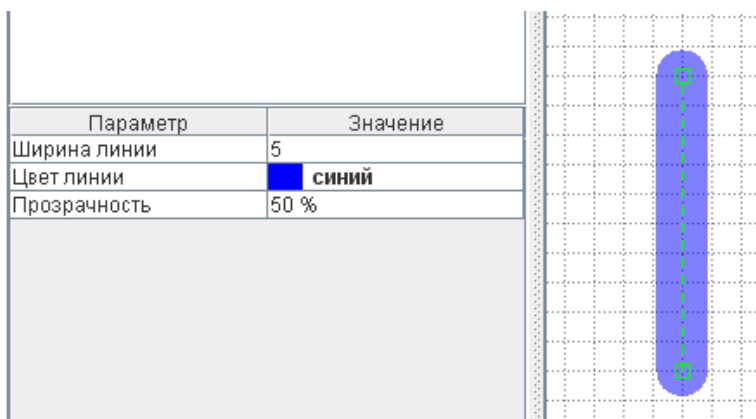 Параметр Значение
Ширина линии 5
Цвет линии синий
Прозрачность 50 %